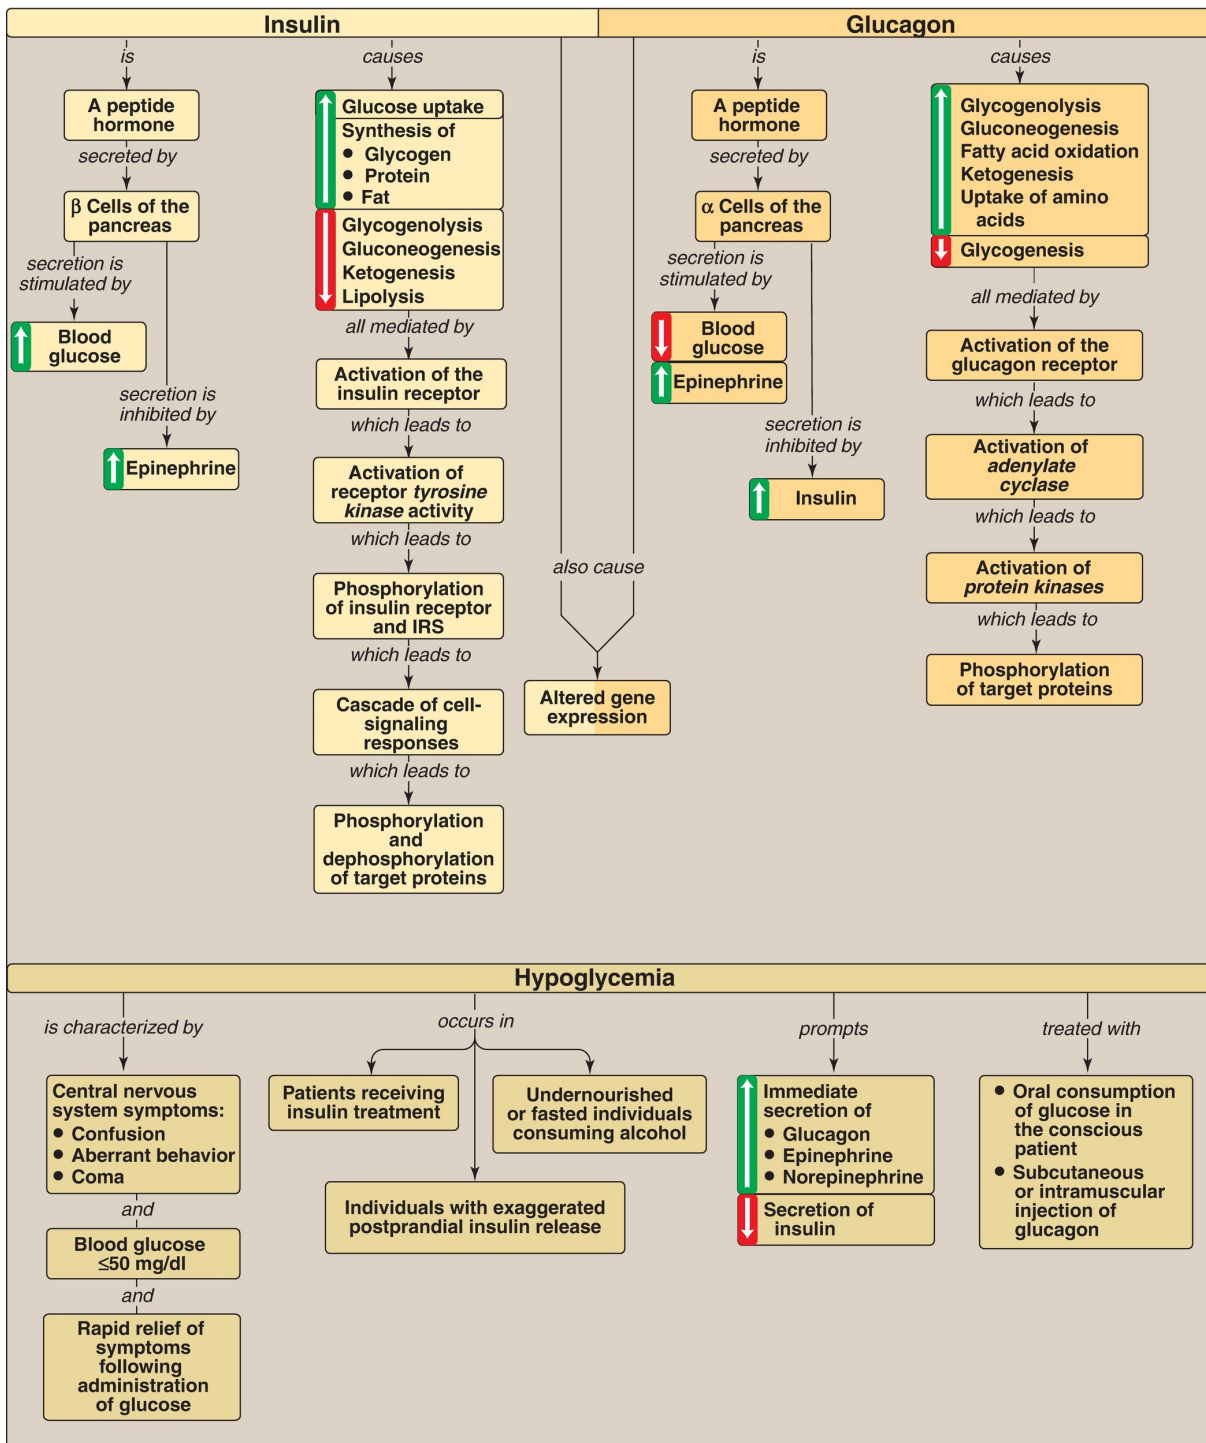 Insulin
Glucagon
is
A peptide
hormone
secreted by
β Cells of the
pancreas
secretion is
stimulated by
Blood
glucose
secretion is
inhibited by
Epinephrine
causes
Glucose uptake
Synthesis of
● Glycogen
● Protein
● Fat
Glycogenolysis
Gluconeogenesis
Ketogenesis
Lipolysis
all mediated by
Activation of the
insulin receptor
which leads to
Activation of
receptor tyrosine
kinase activity
which leads to
Phosphorylation
of insulin receptor
and IRS
which leads to
Cascade of cell-
signaling
responses
which leads to
Phosphorylation
and
dephosphorylation
of target proteins
also cause
Altered gene
expression
is
A peptide
hormone
secreted by
α Cells of the
pancreas
secretion is
stimulated by
Blood
glucose
Epinephrine
secretion is
inhibited by
Insulin
causes
Glycogenolysis
Gluconeogenesis
Fatty acid oxidation
Ketogenesis
Uptake of amino
acids
Glycogenesis
all mediated by
Activation of the
glucagon receptor
which leads to
Activation of
adenylate
cyclase
which leads to
Activation of
protein kinases
which leads to
Phosphorylation
of target proteins
Hypoglycemia
is characterized by
Central nervous
system symptoms:
● Confusion
● Aberrant behavior
● Coma
and
Blood glucose
≤50 mg/dl
and
Rapid relief of
symptoms
following
administration
of glucose
occurs in
Patients receiving
insulin treatment
Undernourished
or fasted individuals
consuming alcohol
Individuals with exaggerated
postprandial insulin release
prompts
Immediate
secretion of
● Glucagon
● Epinephrine
● Norepinephrine
Secretion of
insulin
treated with
● Oral consumption
of glucose in
the conscious
patient
● Subcutaneous
or intramuscular
injection of
glucagon